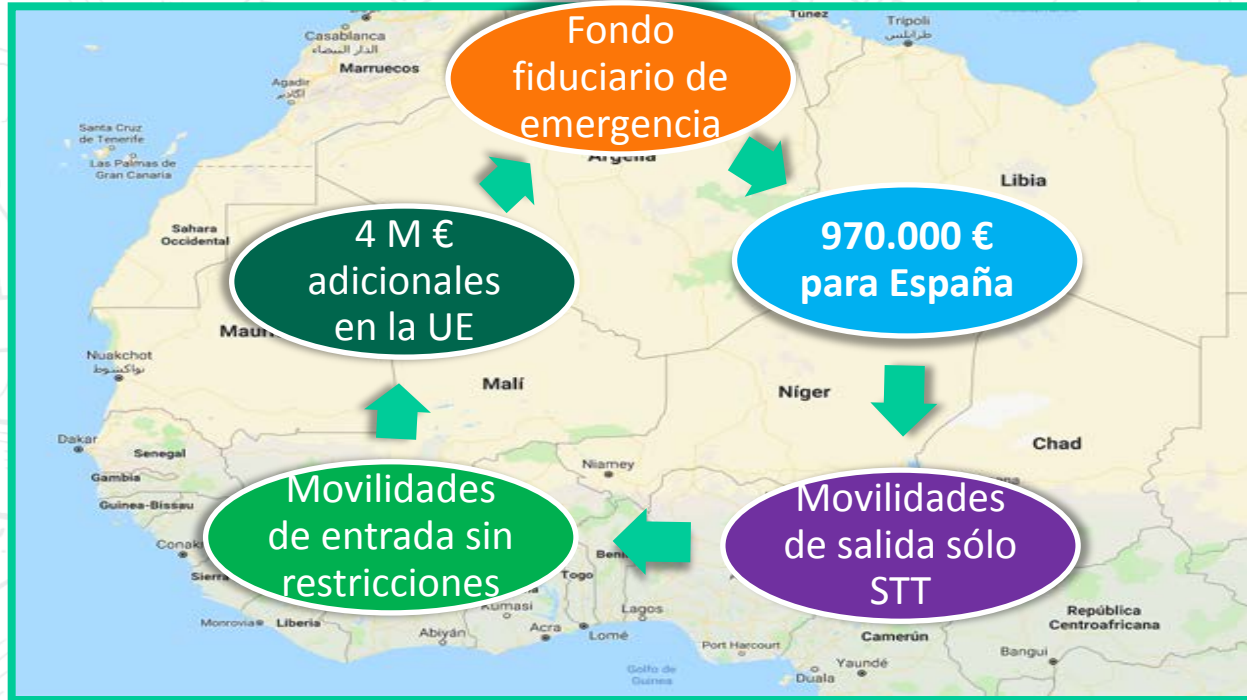 Fondo
fiduciario de
emergencia
970.000 €
para España
Movilidades
de salida sólo
STT
Movilidades
de entrada sin
restricciones
4 M €
adicionales
en la UE
Túnez
Trípoli
طرابلس
Casablanca
الدار البيضاء
Marruecos
Agadir
Santa Cruz
de Tenerife
Las Palmas de
Gran Canaria
Argelia
Libia
Sahara
Occidental
Nuakchot
نواكشوط
Malí
Níger
Chad
Dakar
Senegal
Gambia
Guinea-Bissau
Niamey
Togo
Kumasi
Lagos
Monrovia
Liberia
Abiyán
Acra
Lomé
Port Harcourt
Camerún
República
Centroafricana
Bangui
Yaundé
Duala
Golfo de
Guinea